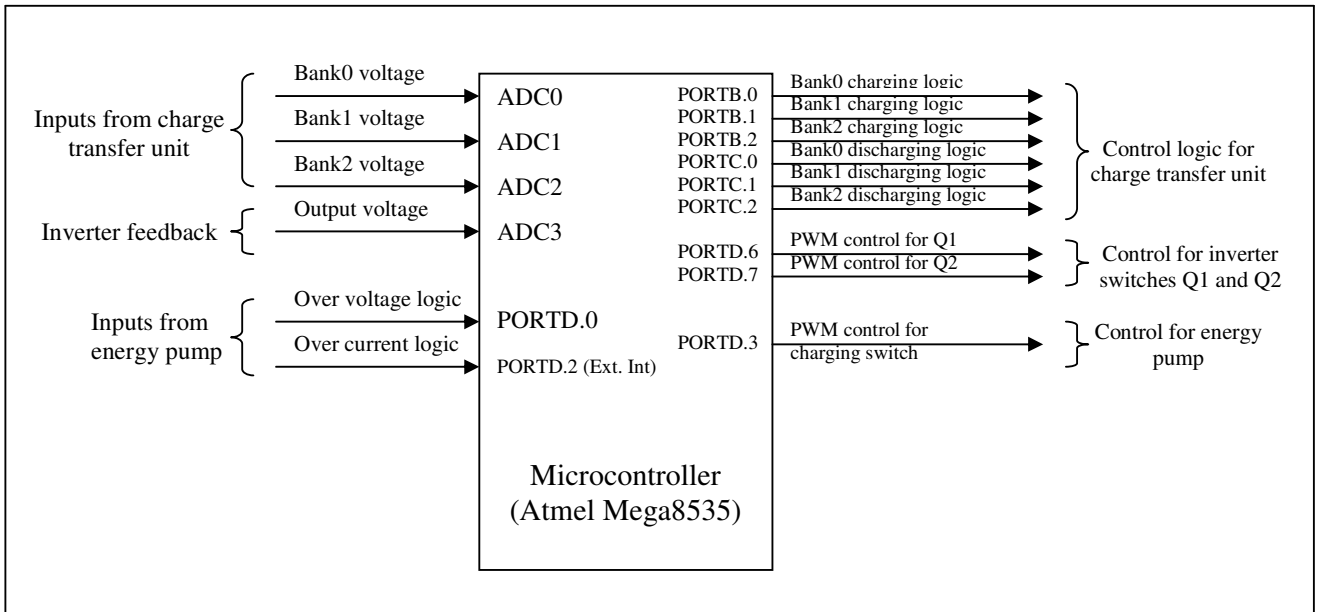 Bank0 voltage
Inputs from charge
transfer unit
Bank1 voltage
Bank2 voltage
Inverter feedback
Output voltage
Inputs from
energy pump
Over voltage logic
Over current logic
ADC0
ADC1
ADC2
ADC3
PORTD.0
PORTD.2 (Ext. Int)
Microcontroller
(Atmel Mega8535)
PORTB.0
PORTB.1
PORTB.2
PORTC.0
PORTC.1
PORTC.2
PORTD.6
PORTD.7
PORTD.3
Bank0 charging logic
Bank1 charging logic
Bank2 charging logic
Bank0 discharging logic
Bank1 discharging logic
Bank2 discharging logic
PWM control for Q1
PWM control for Q2
PWM control for
charging switch
Control logic for
charge transfer unit
Control for inverter
switches Q1 and Q2
Control for energy
pump